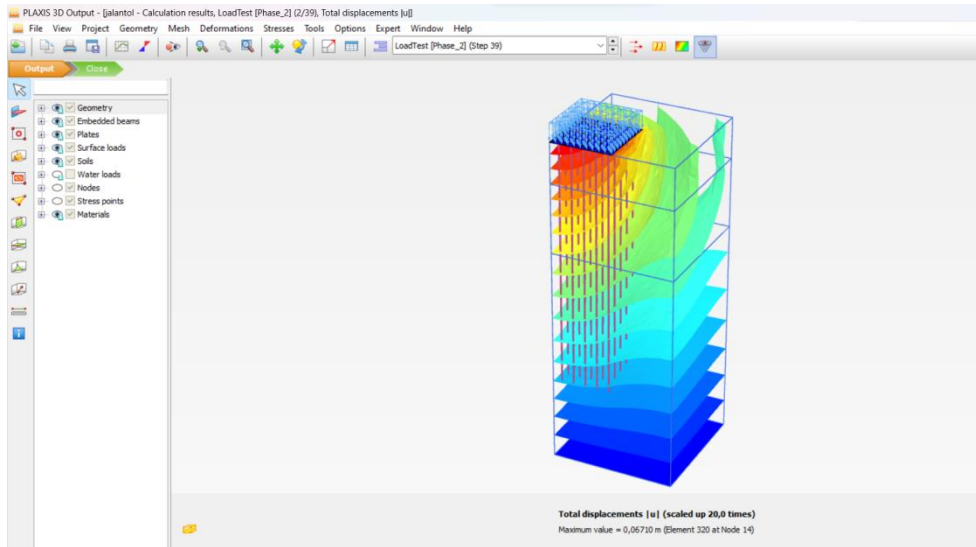 PLAXIS 3D Output - [jalantol - Calculation results, LoadTest [Phase_2] (2/39), Total displacements |u|]
File View Project Geometry Mesh Deformations Stresses Tools Options Expert Window Help
LoadTest [Phase_2] (Step 39)
Output Close
Geometry
Embedded beams
Plates
Surface loads
Soils
Water loads
Nodes
Stress points
Materials
Total displacements |u| (scaled up 20,0 times)
Maximum value = 0,06710 m (Element 320 at Node 14)